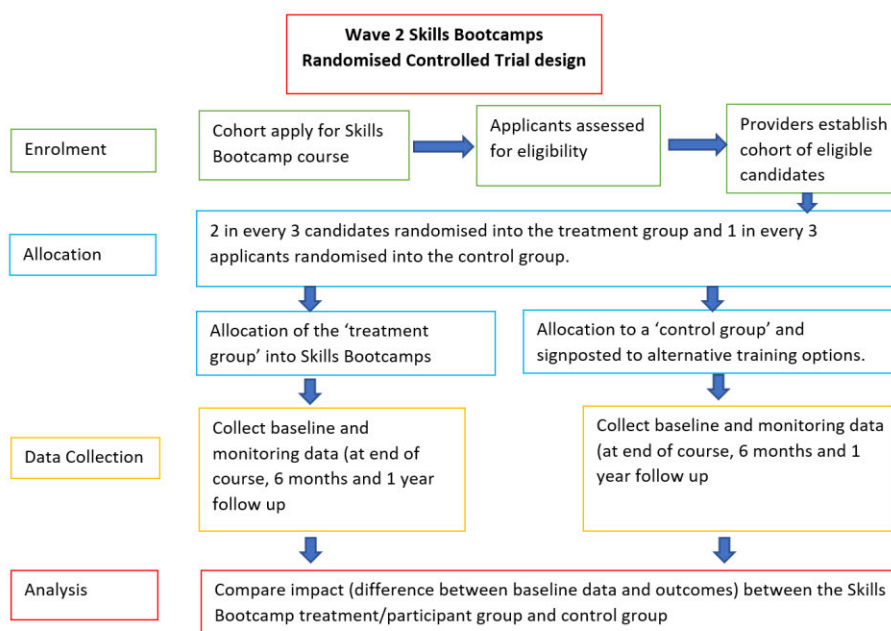 Wave 2 Skills Bootcamps
Randomised Controlled Trial design
Enrolment
Cohort apply for Skills
Bootcamp course
Applicants assessed
for eligibility
Providers establish
cohort of eligible
candidates
Allocation
2 in every 3 candidates randomised into the treatment group and 1 in every 3
applicants randomised into the control group.
Allocation of the ‘treatment
group’ into Skills Bootcamps
Allocation to a ‘control group’ and
signposted to alternative training options.
Data Collection
Collect baseline and
monitoring data (at end of
course, 6 months and 1 year
follow up
Collect baseline and monitoring data
(at end of course, 6 months and 1
year follow up
Analysis
Compare impact (difference between baseline data and outcomes) between the Skills
Bootcamp treatment/participant group and control group